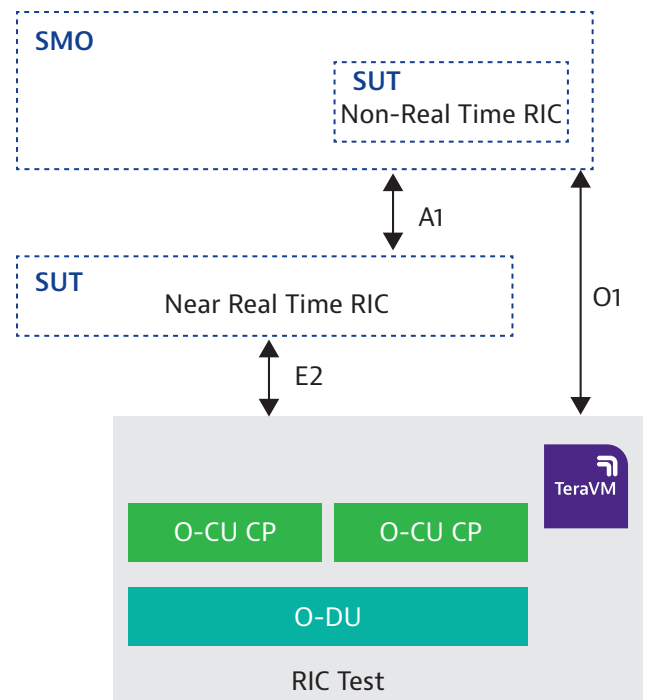 SMO
SUT
Non-Real Time RIC
A1
SUT
Near Real Time RIC
O1
E2
TeraVM
O-CU CP
O-CU CP
O-DU
RIC Test